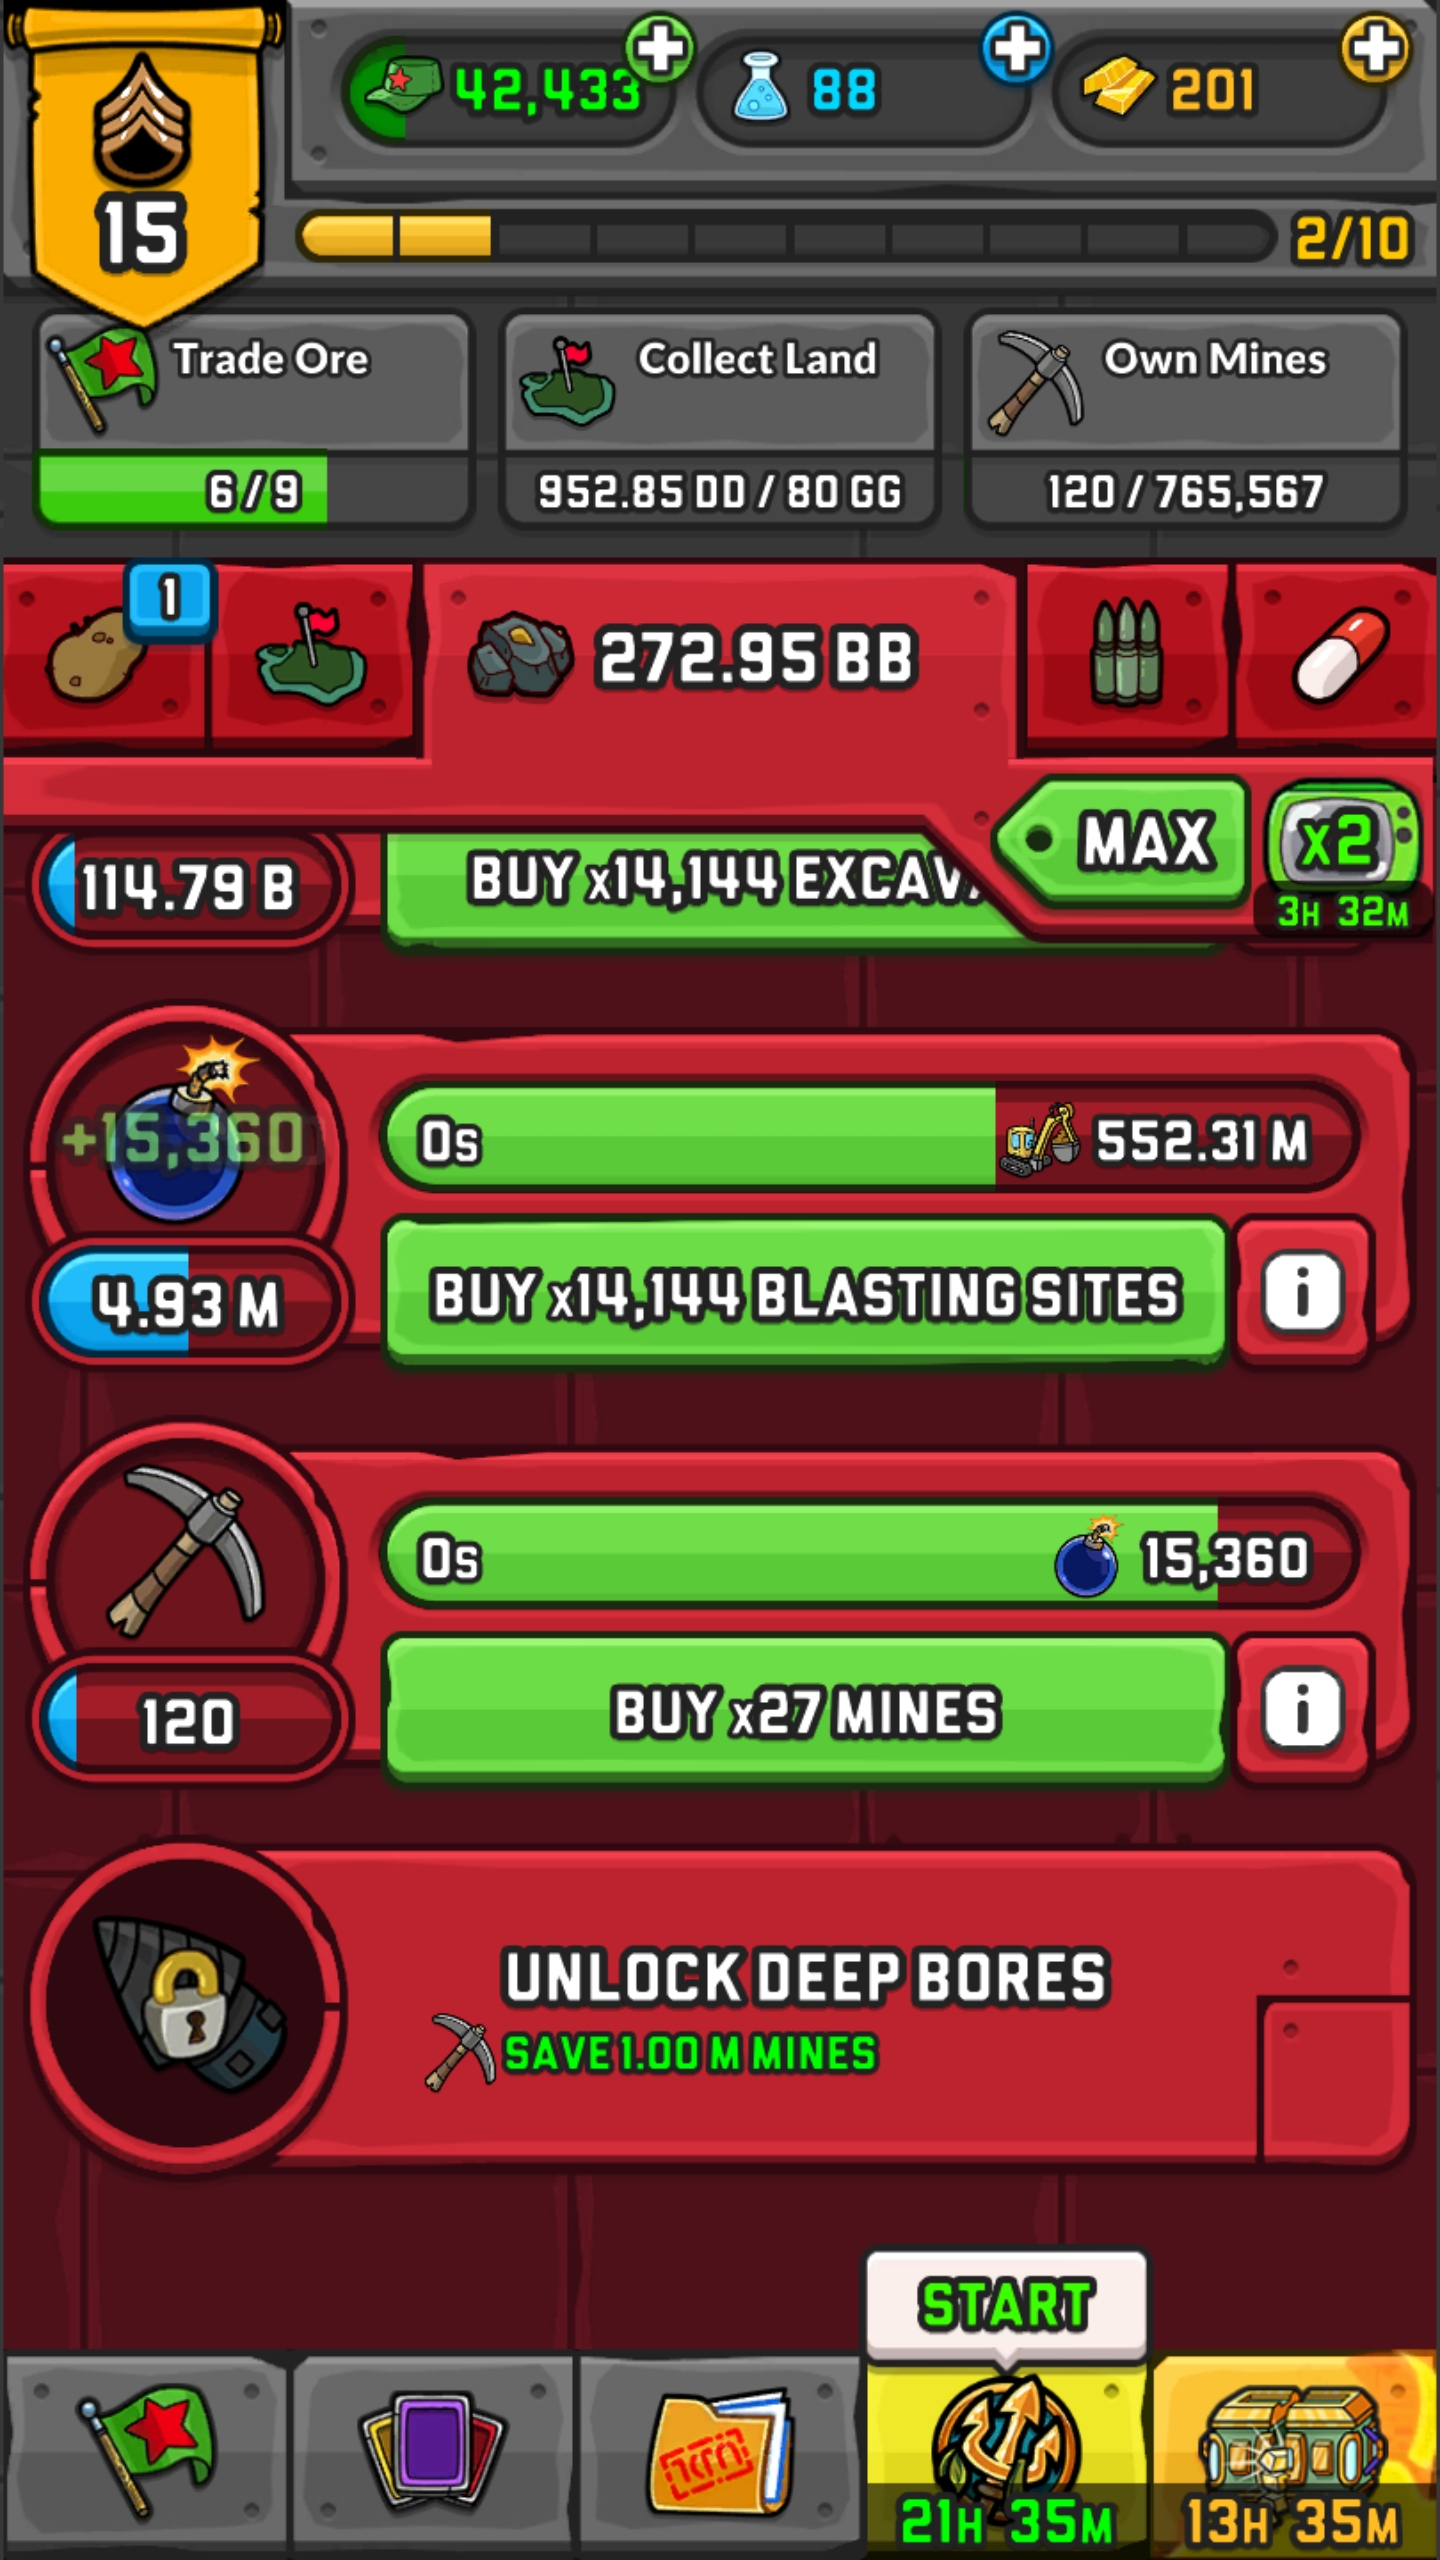 42,433
88
201
15
2/10
Trade Ore
Collect Land
Own Mines
6/9
952.85 DD / 80 GG
120 / 765,567
1
272.95 BB
MAX
x2
3H 32M
114.79 B
BUY x14,144
+15,360
0s
552.31 M
4.93 M
BUY x14,144 BLASTING SITES
i
0s
15,360
120
BUY x27 MINES
i
UNLOCK DEEP BORES
SAVE 1.00 M MINES
START
21H 35M
13H 35M